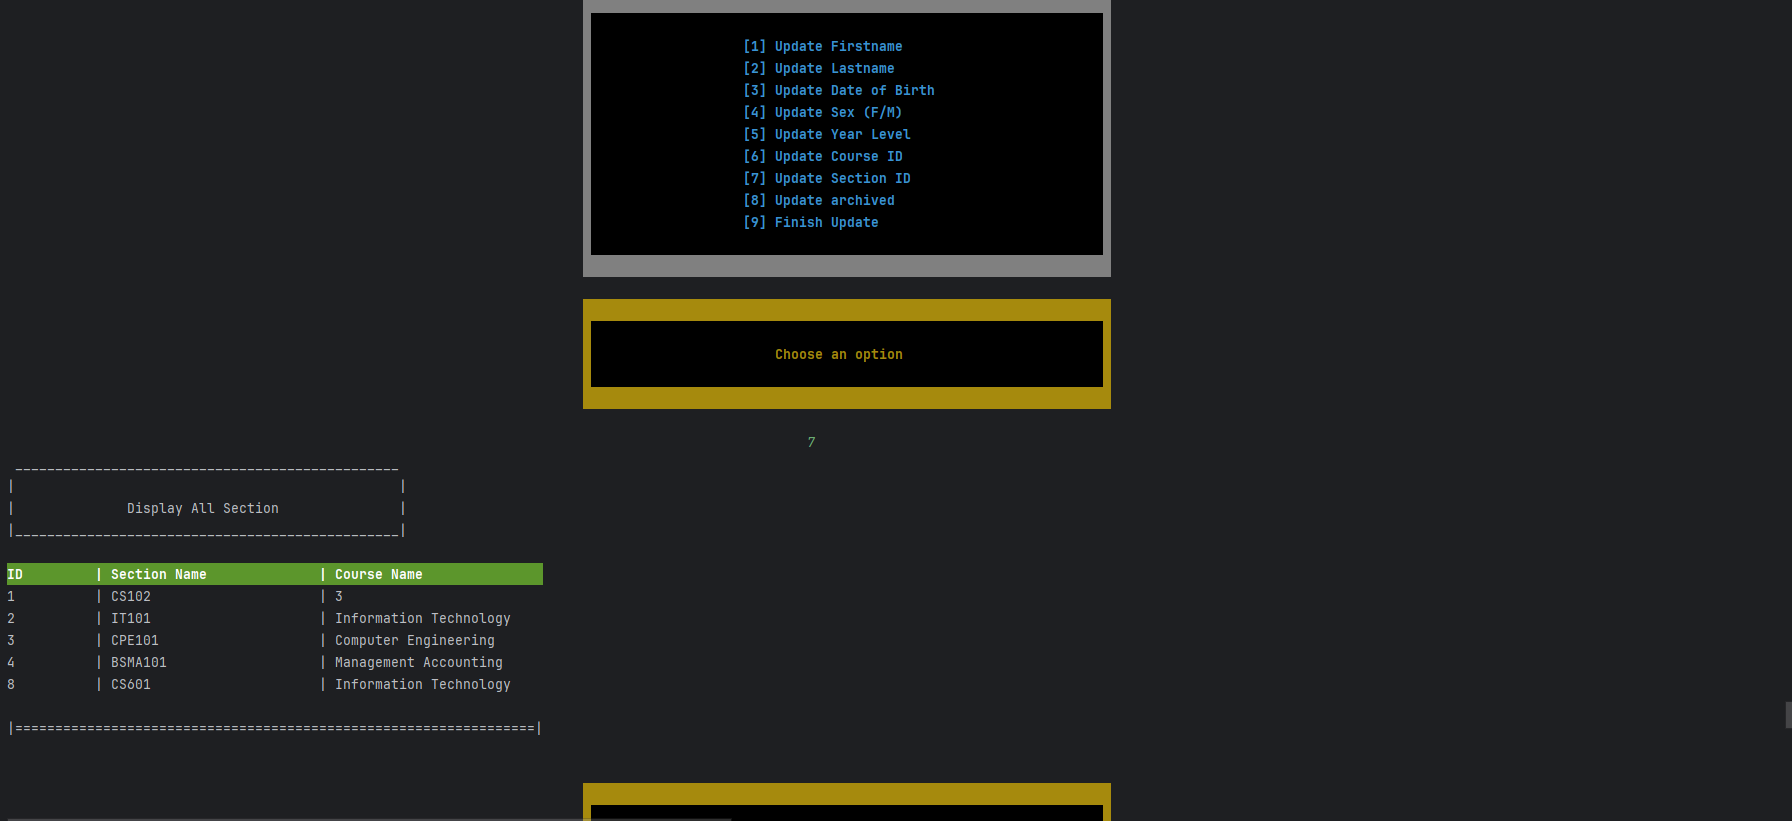 [1] Update Firstname
[2] Update Lastname
[3] Update Date of Birth
[4] Update Sex (F/M)
[5] Update Year Level
[6] Update Course ID
[7] Update Section ID
[8] Update archived
[9] Finish Update
Choose an option
7
 ________________________________________________
|                                                |
|              Display All Section               |
|________________________________________________|
ID          | Section Name              | Course Name
1           | CS102                     | 3
2           | IT101                     | Information Technology
3           | CPE101                    | Computer Engineering
4           | BSMA101                   | Management Accounting
8           | CS601                     | Information Technology
|=================================================================|